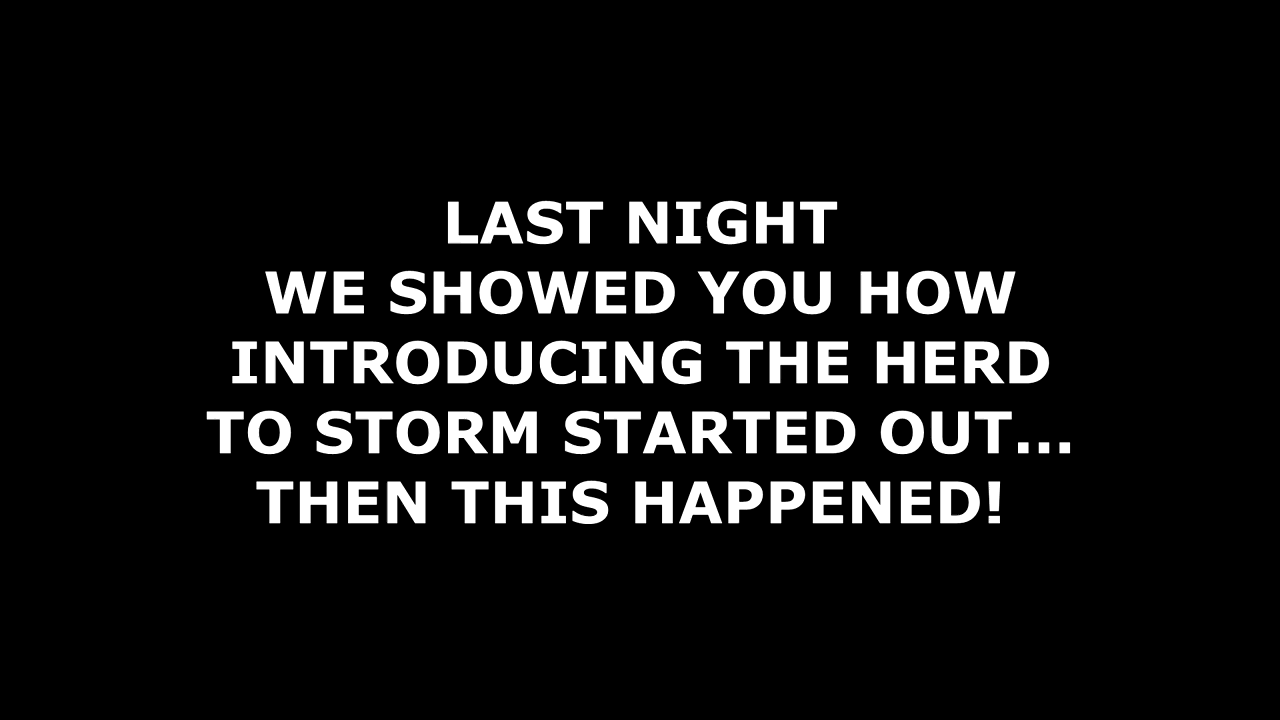 LAST NIGHT
WE SHOWED YOU HOW
INTRODUCING THE HERD
TO STORM STARTED OUT...
THEN THIS HAPPENED!